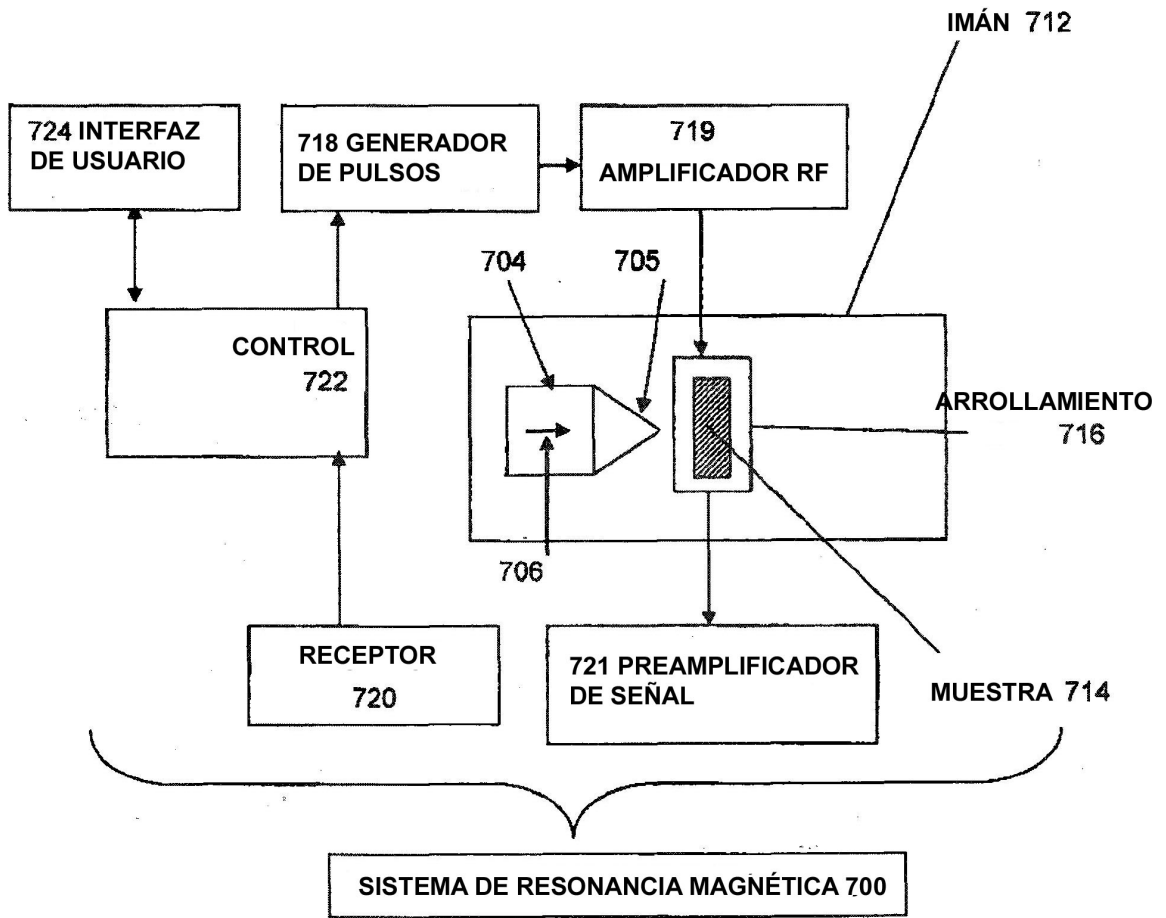 IMÁN 712
724 INTERFAZ
DE USUARIO
718 GENERADOR
DE PULSOS
719
AMPLIFICADOR RF
704
705
CONTROL
722
ARROLLAMIENTO
716
706
RECEPTOR
720
721 PREAMPLIFICADOR
DE SEÑAL
MUESTRA 714
SISTEMA DE RESONANCIA MAGNÉTICA 700